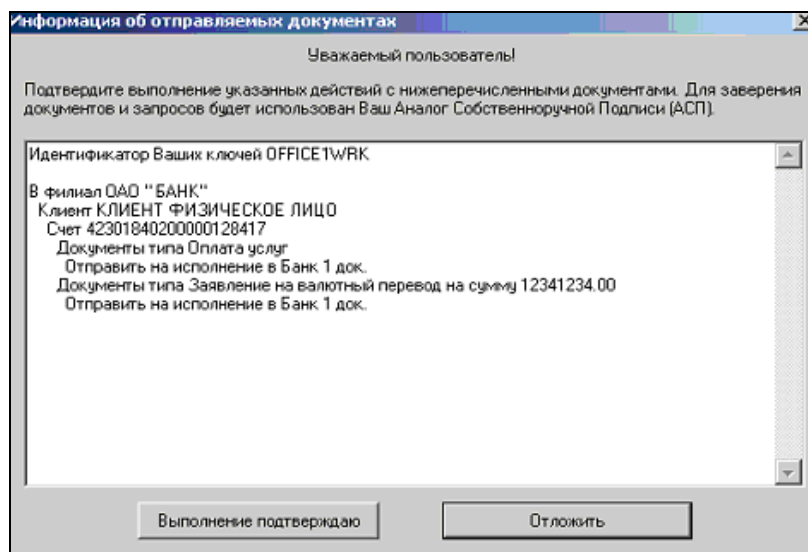 Информация об отправляемых документах
Уважаемый пользователь!
Подтвердите выполнение указанных действий с нижеперечисленными документами. Для заверения
документов и запросов будет использован Ваш Аналог Собственноручной Подписи (АСП).
Идентификатор Ваших ключей OFFICE1WRK
В филиал ОАО "БАНК"
Клиент КЛИЕНТ ФИЗИЧЕСКОЕ ЛИЦО
Счет 42301840200000128417
Документы типа Оплата услуг
Отправить на исполнение в Банк 1 док.
Документы типа Заявление на валютный перевод на сумму 12341234.00
Отправить на исполнение в Банк 1 док.
Выполнение подтверждаю
Отложить